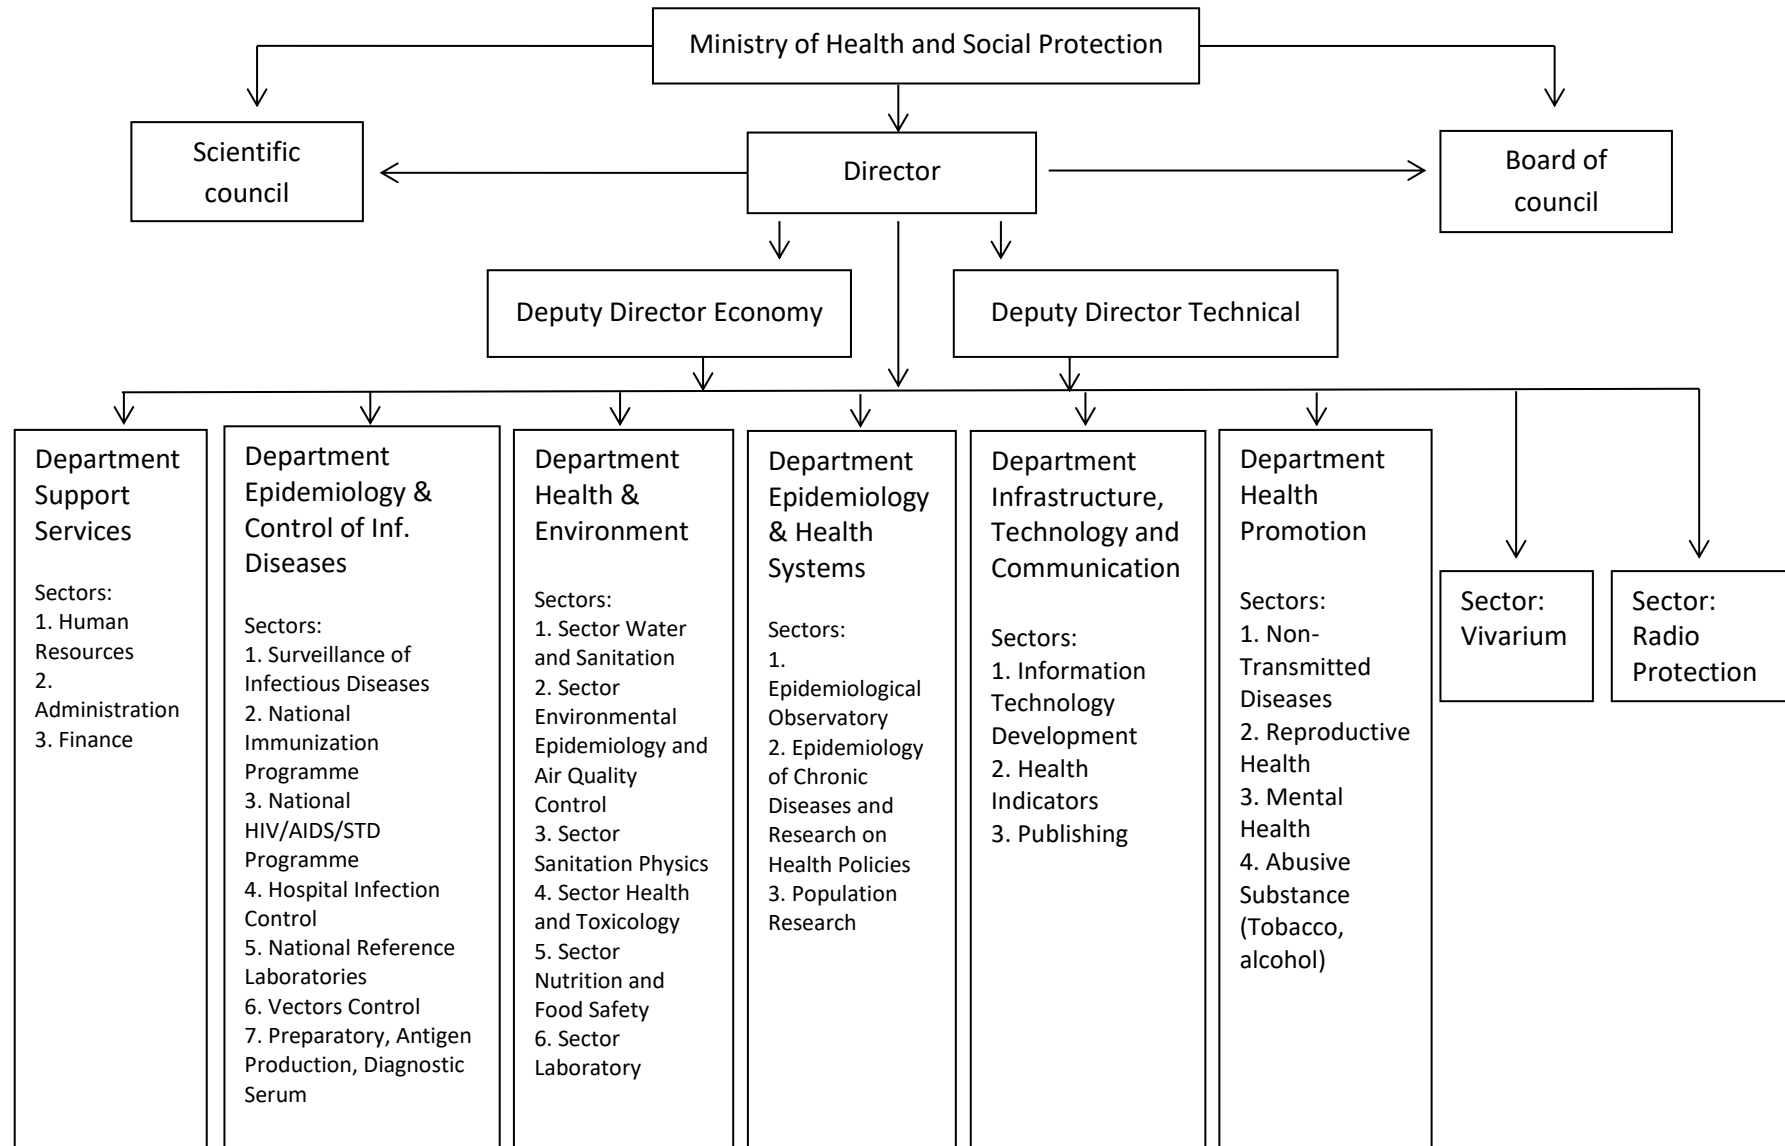 Ministry of Health and Social Protection
Scientific
council
Director
Board of
council
Deputy Director Economy
Deputy Director Technical
Department
Support
Services
Sectors:
1. Human
Resources
2.
Administration
3. Finance
Department
Epidemiology &
Control of Inf.
Diseases
Sectors:
1. Surveillance of
Infectious Diseases
2. National
Immunization
Programme
3. National
HIV/AIDS/STD
Programme
4. Hospital Infection
Control
5. National Reference
Laboratories
6. Vectors Control
7. Preparatory, Antigen
Production, Diagnostic
Serum
Department
Health &
Environment
Sectors:
1. Sector Water
and Sanitation
2. Sector
Environmental
Epidemiology and
Air Quality
Control
3. Sector
Sanitation Physics
4. Sector Health
and Toxicology
5. Sector
Nutrition and
Food Safety
6. Sector
Laboratory
Department
Epidemiology
& Health
Systems
Sectors:
1.
Epidemiological
Observatory
2. Epidemiology
of Chronic
Diseases and
Research on
Health Policies
3. Population
Research
Department
Infrastructure,
Technology and
Communication
Sectors:
1. Information
Technology
Development
2. Health
Indicators
3. Publishing
Department
Health
Promotion
Sectors:
1. Non-
Transmitted
Diseases
2. Reproductive
Health
3. Mental
Health
4. Abusive
Substance
(Tobacco,
alcohol)
Sector:
Vivarium
Sector:
Radio
Protection